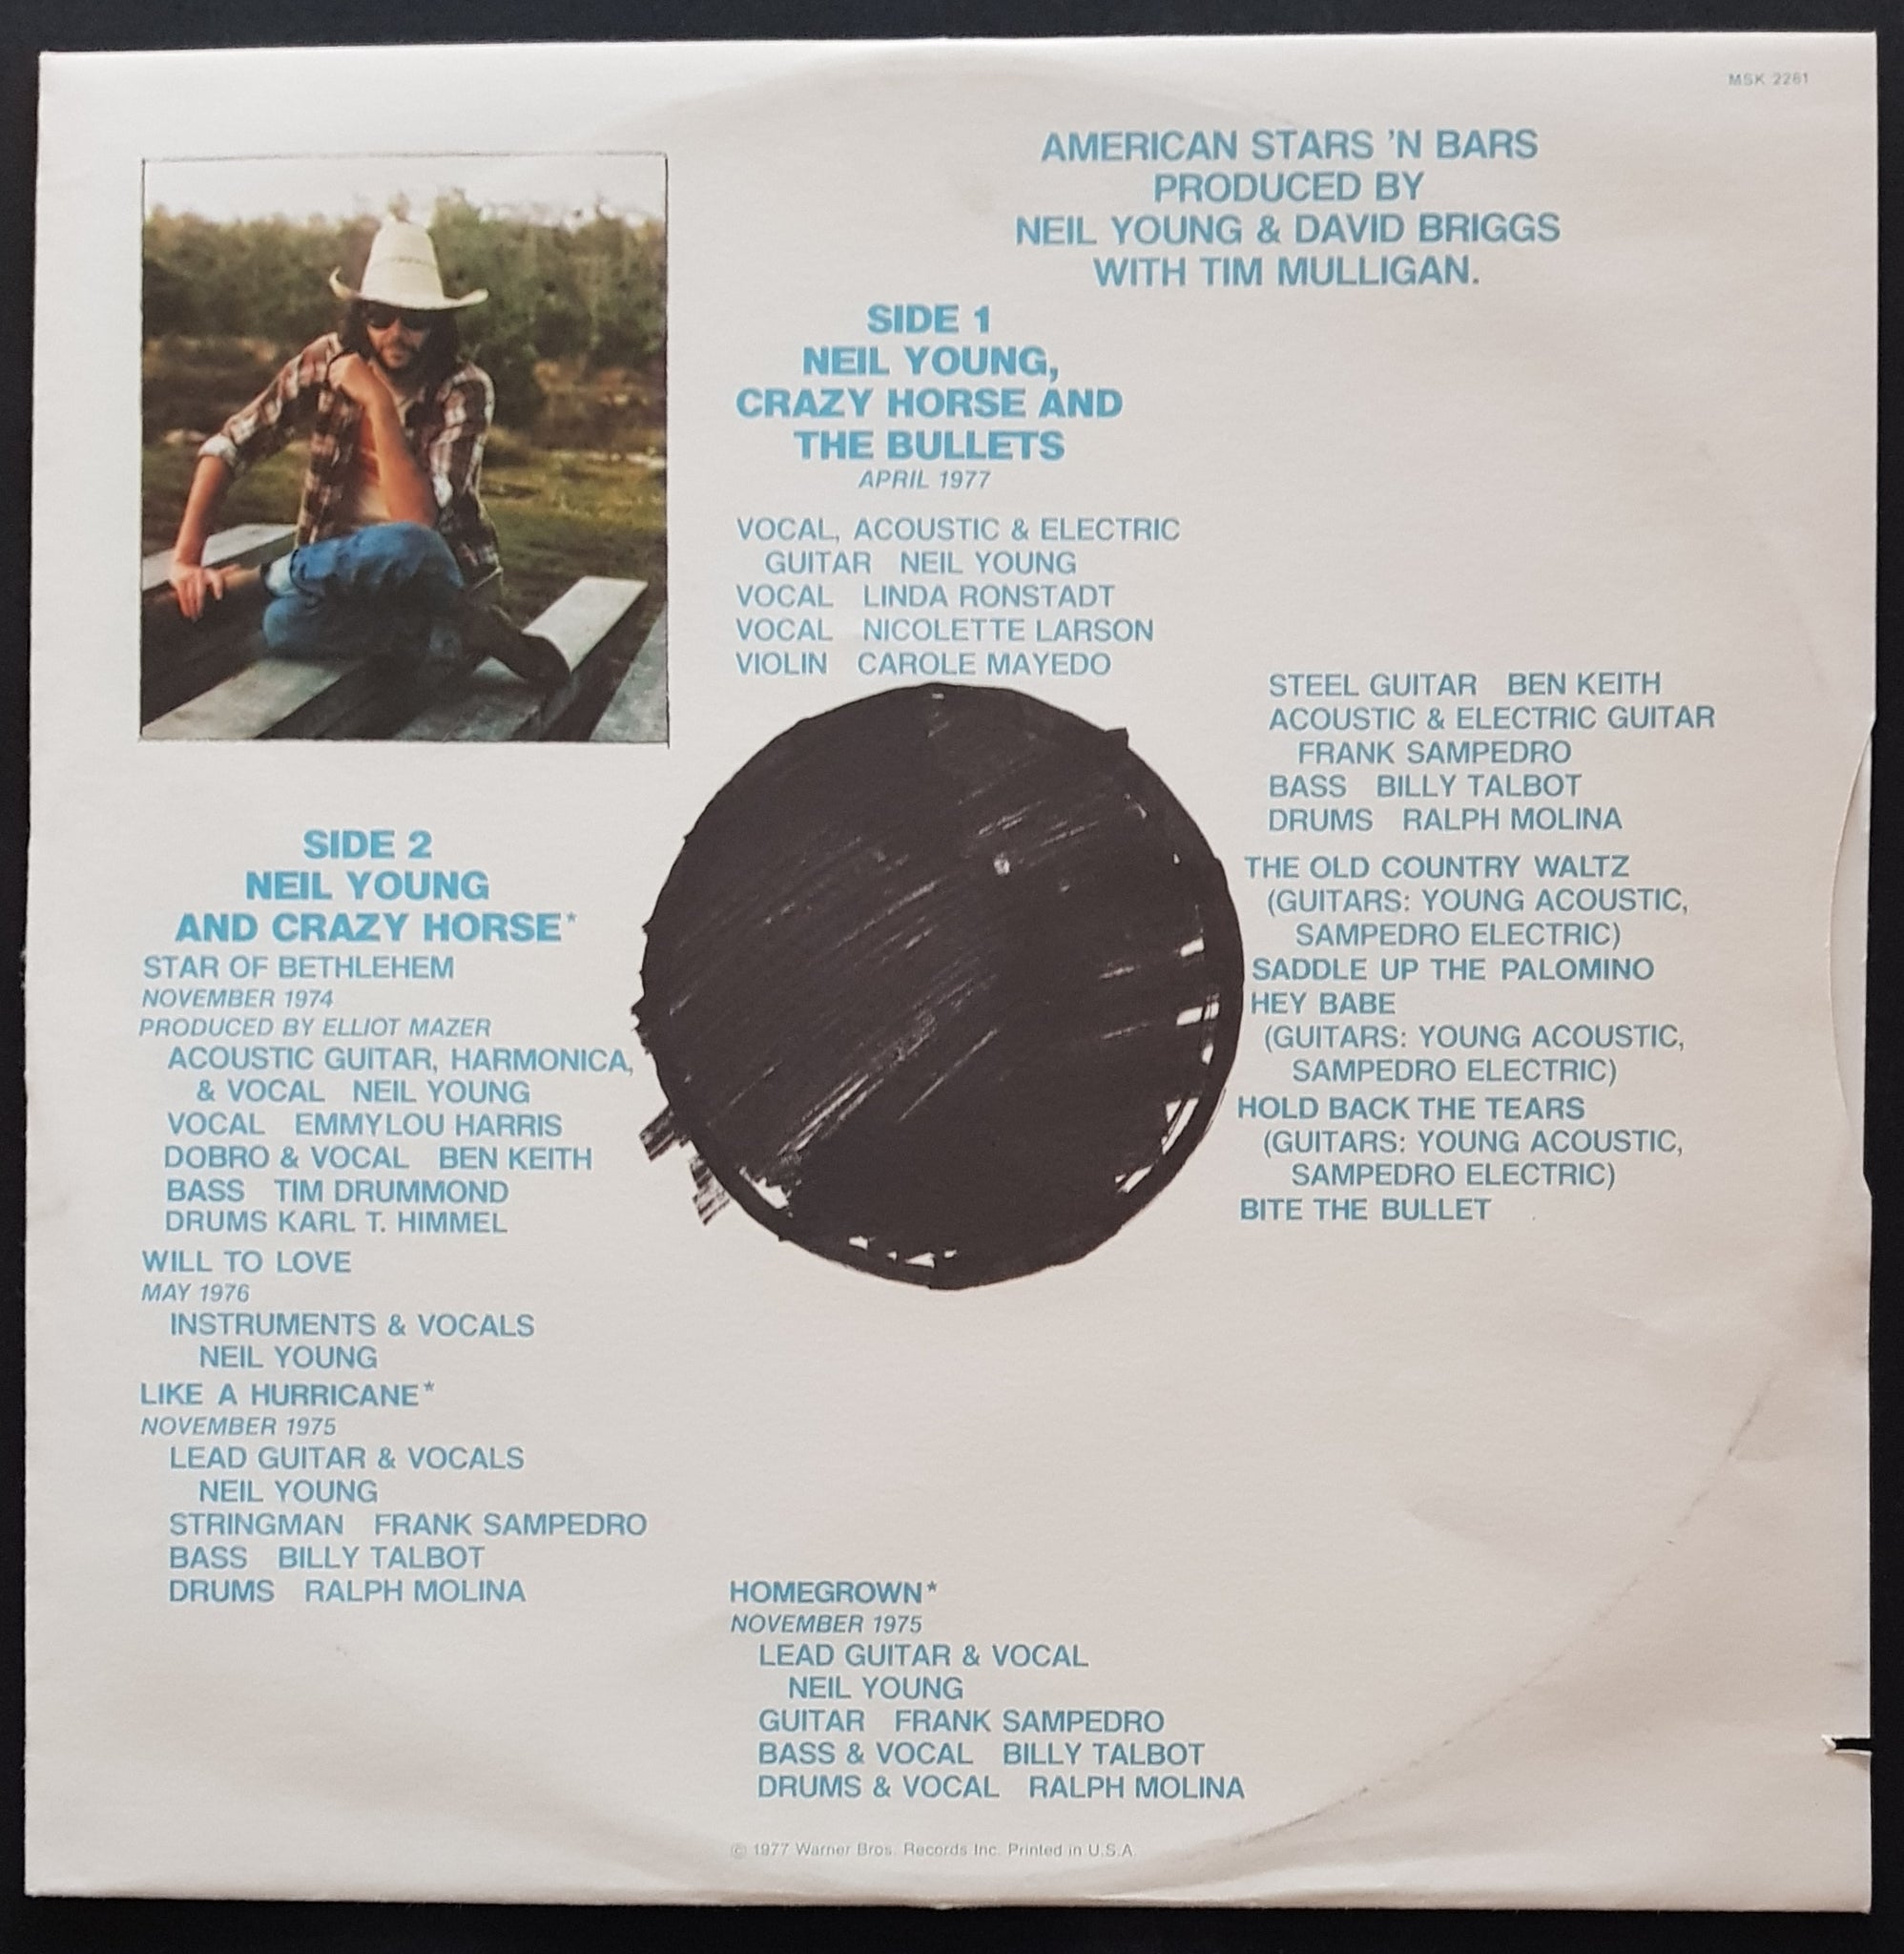 MSK 2261
AMERICAN STARS 'N BARS
PRODUCED BY
NEIL YOUNG & DAVID BRIGGS
WITH TIM MULLIGAN.
SIDE 1
NEIL YOUNG,
CRAZY HORSE AND
THE BULLETS
APRIL 1977
VOCAL, ACOUSTIC & ELECTRIC
GUITAR NEIL YOUNG
VOCAL LINDA RONSTADT
VOCAL NICOLETTE LARSON
VIOLIN CAROLE MAYEDO
STEEL GUITAR BEN KEITH
ACOUSTIC & ELECTRIC GUITAR
FRANK SAMPEDRO
BASS BILLY TALBOT
DRUMS RALPH MOLINA
THE OLD COUNTRY WALTZ
(GUITARS: YOUNG ACOUSTIC,
SAMPEDRO ELECTRIC)
SADDLE UP THE PALOMINO
HEY BABE
(GUITARS: YOUNG ACOUSTIC,
SAMPEDRO ELECTRIC)
HOLD BACK THE TEARS
(GUITARS: YOUNG ACOUSTIC,
SAMPEDRO ELECTRIC)
BITE THE BULLET
SIDE 2
NEIL YOUNG
AND CRAZY HORSE*
STAR OF BETHLEHEM
NOVEMBER 1974
PRODUCED BY ELLIOT MAZER
ACOUSTIC GUITAR, HARMONICA,
& VOCAL NEIL YOUNG
VOCAL EMMYLOU HARRIS
DOBRO & VOCAL BEN KEITH
BASS TIM DRUMMOND
DRUMS KARL T. HIMMEL
WILL TO LOVE
MAY 1976
INSTRUMENTS & VOCALS
NEIL YOUNG
LIKE A HURRICANE*
NOVEMBER 1975
LEAD GUITAR & VOCALS
NEIL YOUNG
STRINGMAN FRANK SAMPEDRO
BASS BILLY TALBOT
DRUMS RALPH MOLINA
HOMEGROWN*
NOVEMBER 1975
LEAD GUITAR & VOCAL
NEIL YOUNG
GUITAR FRANK SAMPEDRO
BASS & VOCAL BILLY TALBOT
DRUMS & VOCAL RALPH MOLINA
© 1977 Warner Bros. Records Inc. Printed in U.S.A.